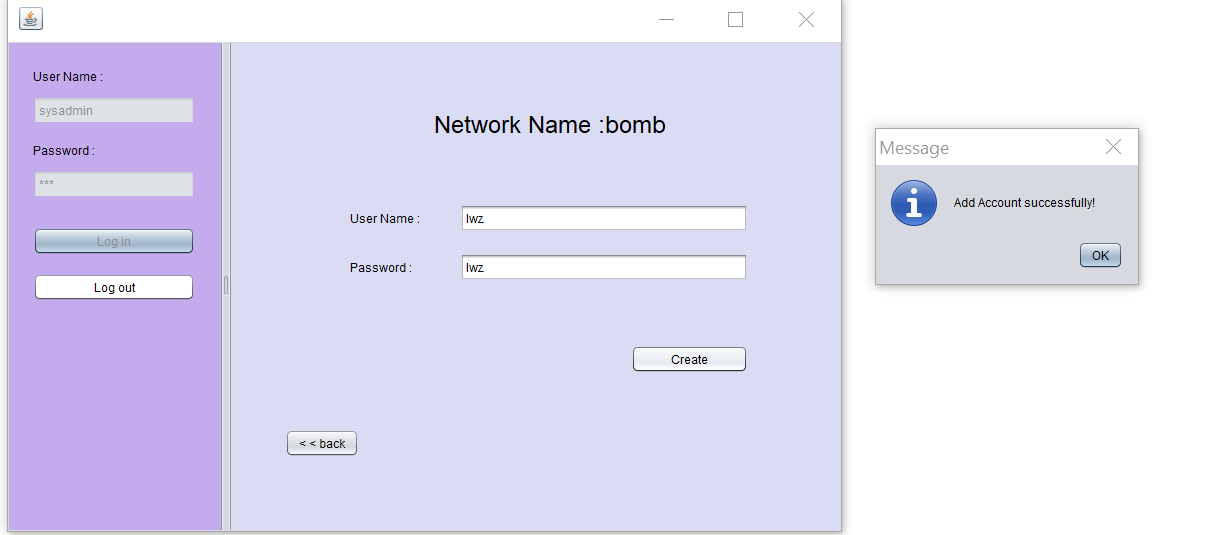 User Name :
sysadmin
Password :
***
Log in
Log out
Network Name :bomb
User Name :
lwz
Password :
lwz
Create
< < back
Message
Add Account successfully!
OK